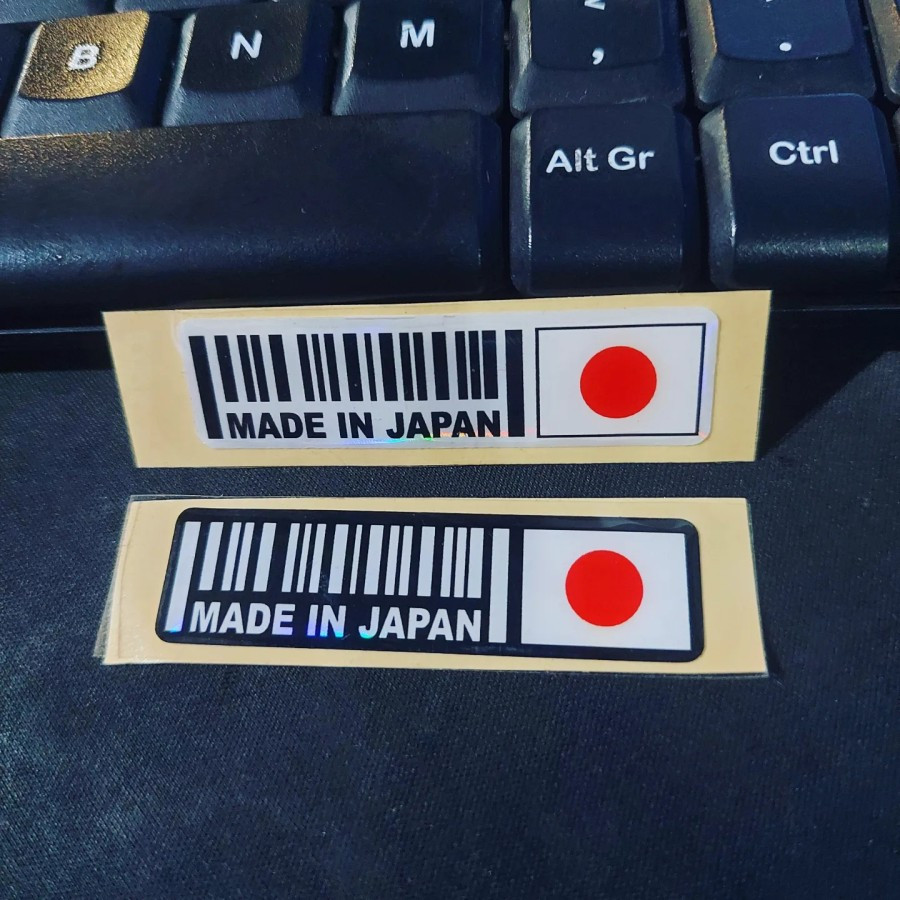 B N M ; ,
Alt Gr Ctrl
MADE IN JAPAN
MADE IN JAPAN